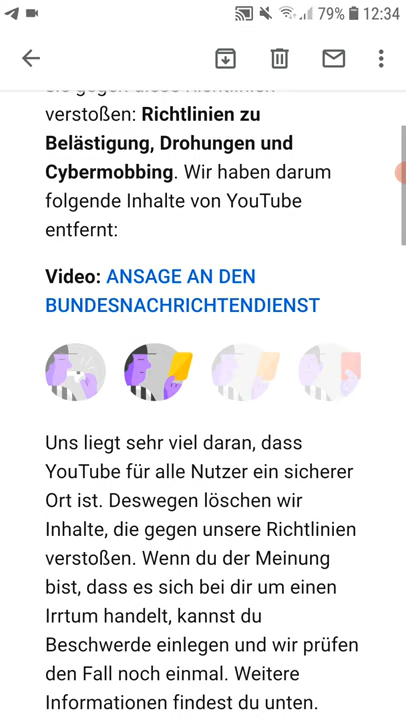 79% 12:34
verstoßen: Richtlinien zu
Belästigung, Drohungen und
Cybermobbing. Wir haben darum
folgende Inhalte von YouTube
entfernt:
Video: ANSAGE AN DEN
BUNDESNACHRICHTENDIENST
Uns liegt sehr viel daran, dass
YouTube für alle Nutzer ein sicherer
Ort ist. Deswegen löschen wir
Inhalte, die gegen unsere Richtlinien
verstoßen. Wenn du der Meinung
bist, dass es sich bei dir um einen
Irrtum handelt, kannst du
Beschwerde einlegen und wir prüfen
den Fall noch einmal. Weitere
Informationen findest du unten.